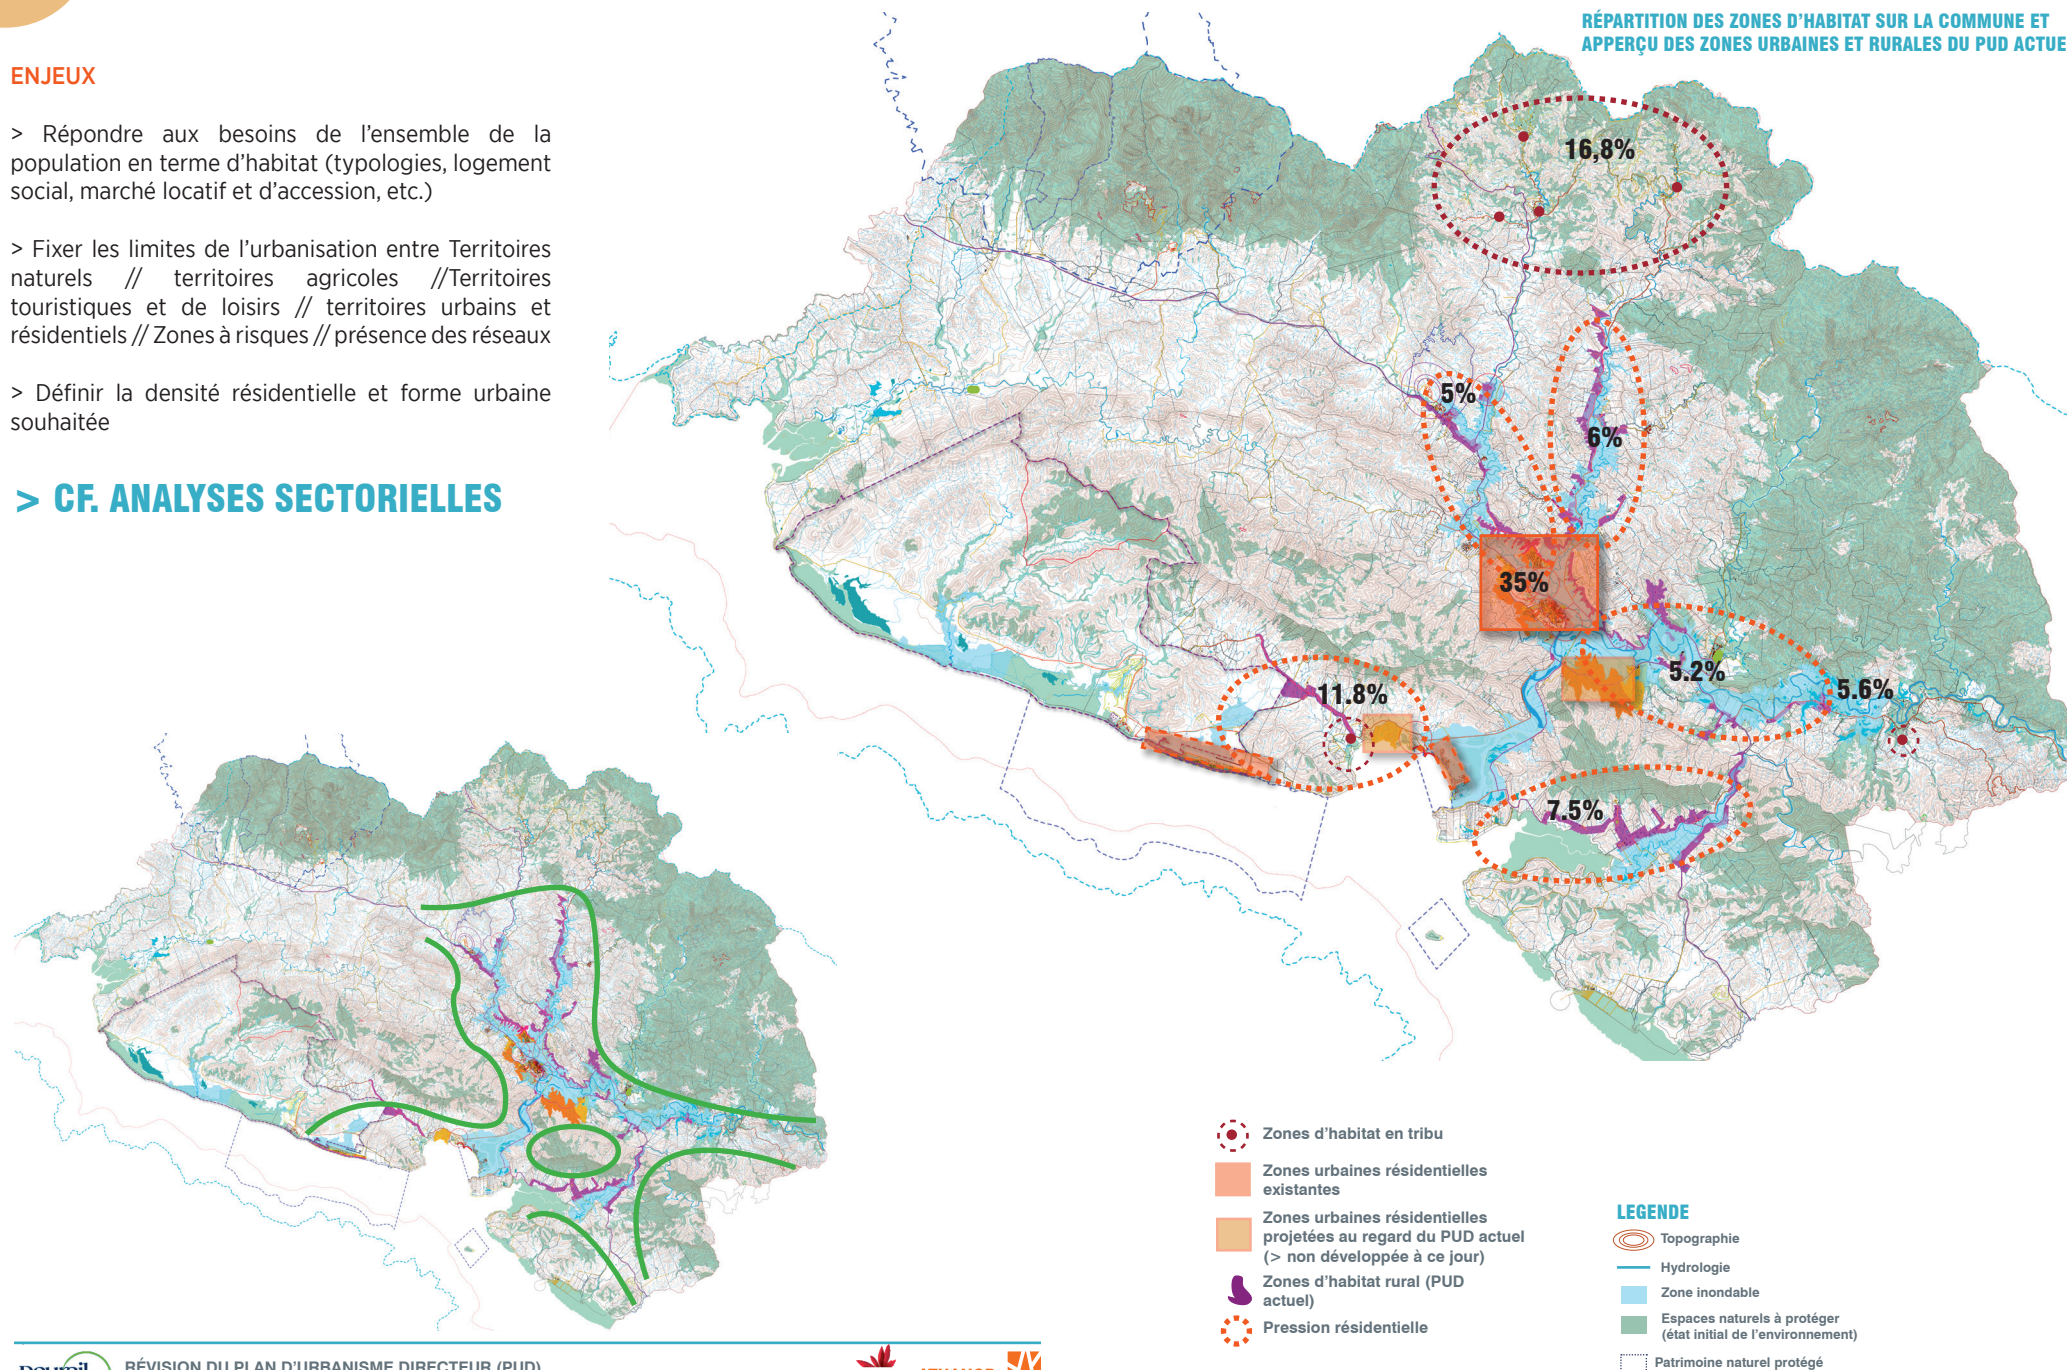 RÉPARTITION DES ZONES D'HABITAT SUR LA COMMUNE ET
APPERÇU DES ZONES URBAINES ET RURALES DU PUD ACTUE
ENJEUX
> Répondre aux besoins de l'ensemble de la
population en terme d'habitat (typologies, logement
social, marché locatif et d'accession, etc.)
> Fixer les limites de l'urbanisation entre Territoires
naturels // territoires agricoles //Territoires
touristiques et de loisirs // territoires urbains et
résidentiels // Zones à risques // présence des réseaux
> Définir la densité résidentielle et forme urbaine
souhaitée
> CF. ANALYSES SECTORIELLES
16,8%
5%
6%
35%
5.2%
5.6%
11.8%
7.5%
Zones d'habitat en tribu
Zones urbaines résidentielles
existantes
Zones urbaines résidentielles
projetées au regard du PUD actuel
(> non développée à ce jour)
Zones d'habitat rural (PUD
actuel)
Pression résidentielle
LEGENDE
Topographie
Hydrologie
Zone inondable
Espaces naturels à protéger
(état initial de l'environnement)
Patrimoine naturel protégé
RÉVISION DU PLAN D'URBANISME DIRECTEUR (PUD)